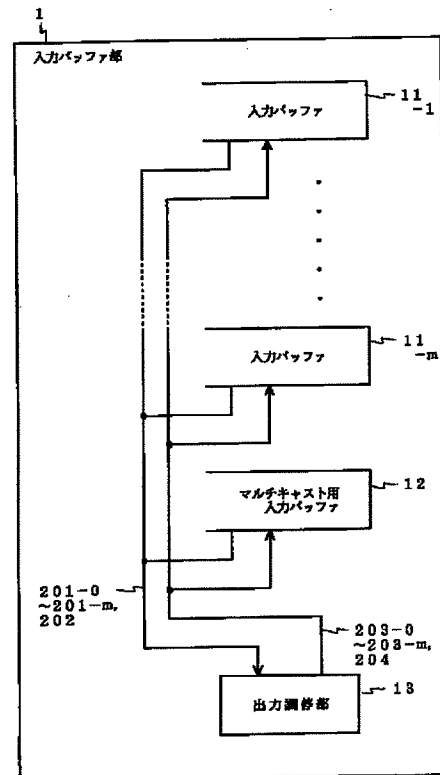 1
入力バッファ部
入力バッファ
11
-1
入力バッファ
11
-m
マルチキャスト用
入力バッファ
12
201-0
~201-m,
202
203-0
~203-m,
204
出力調停部
13